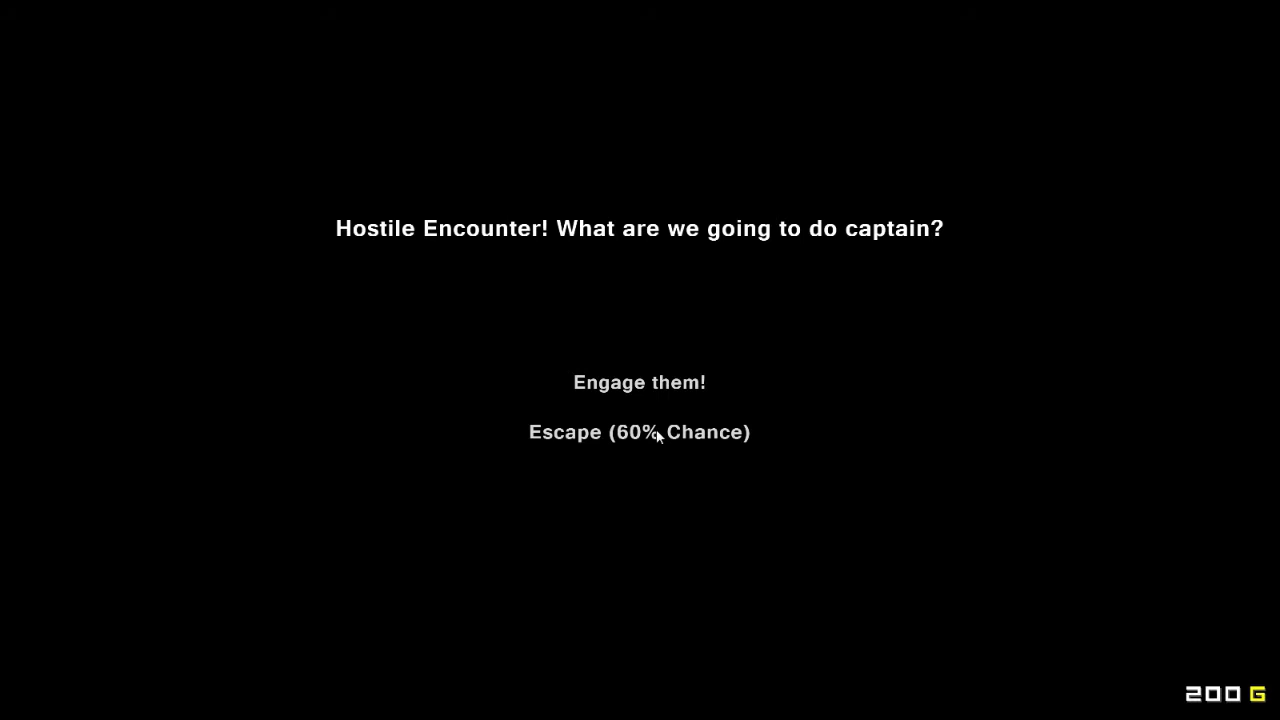 Hostile Encounter! What are we going to do captain?
Engage them!
Escape (60% Chance)
200 G